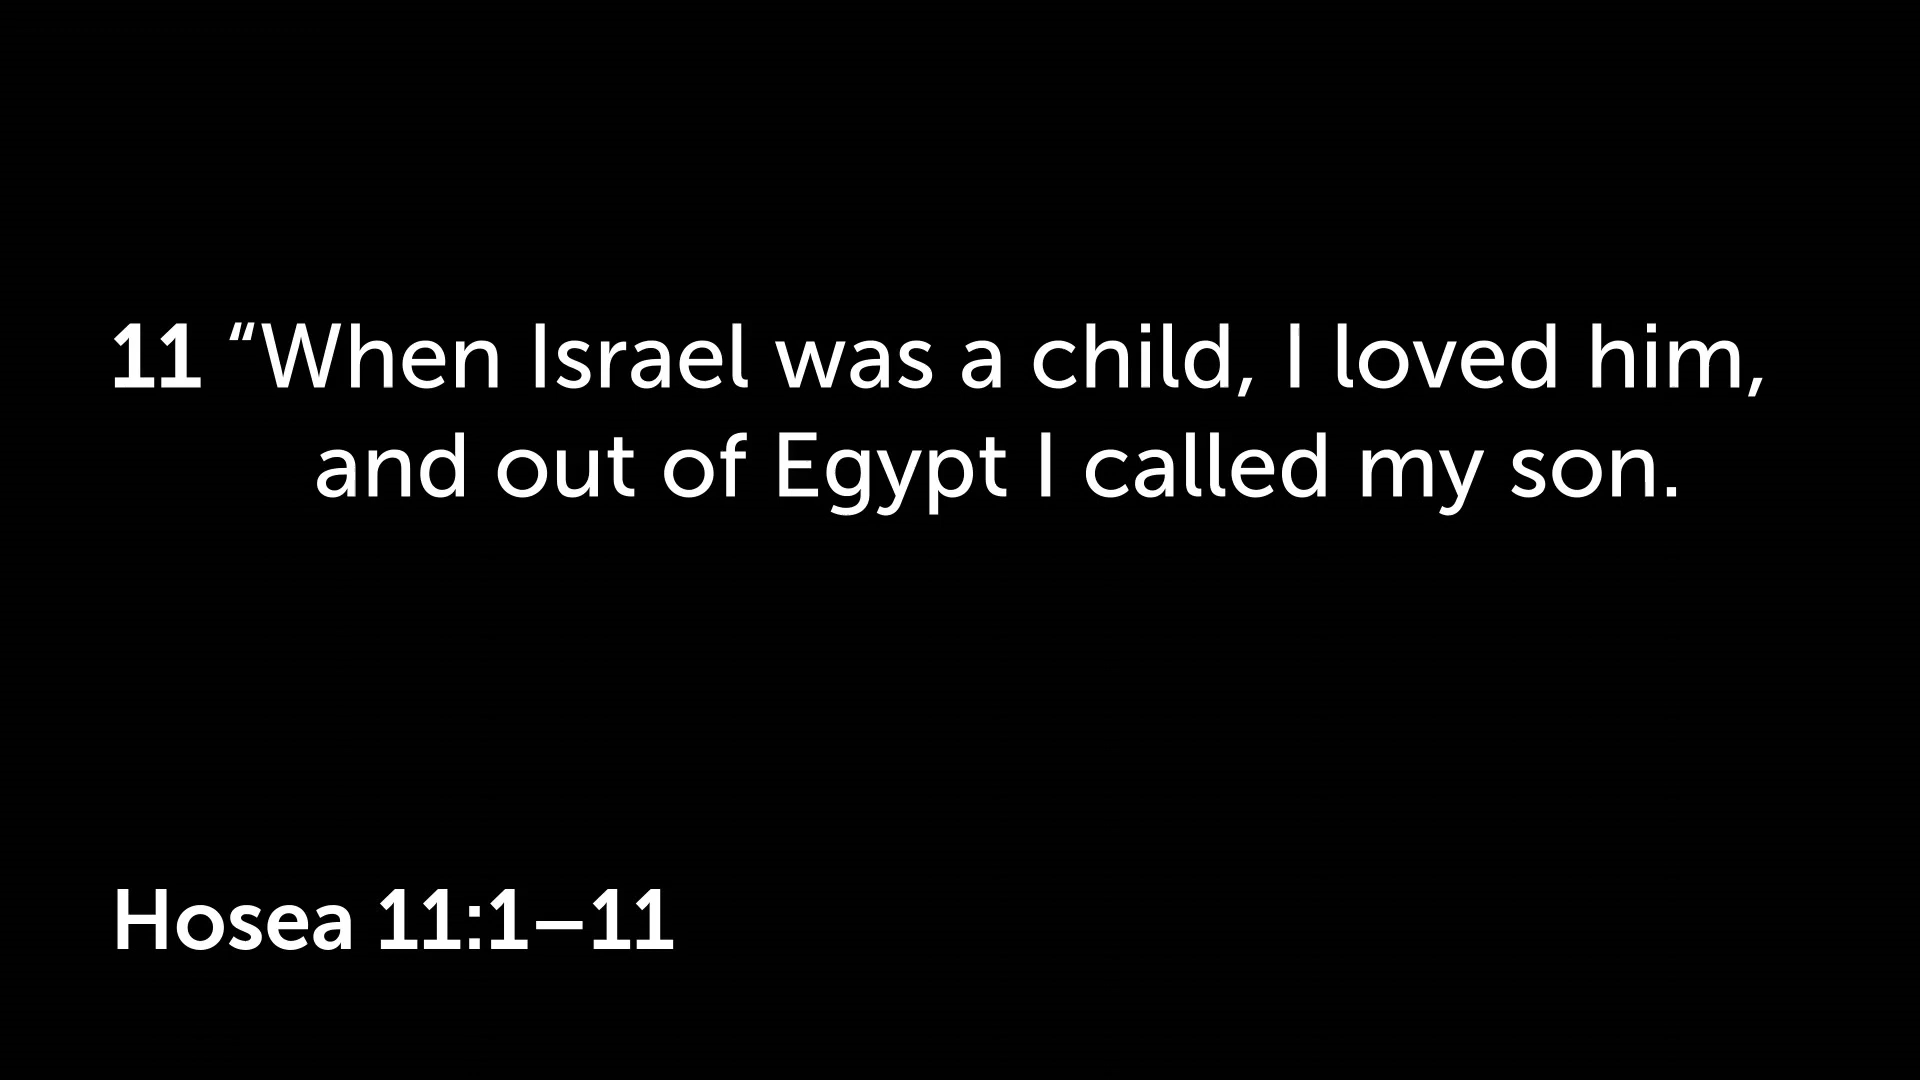 11 “When Israel was a child, I loved him,
and out of Egypt I called my son.
Hosea 11:1–11